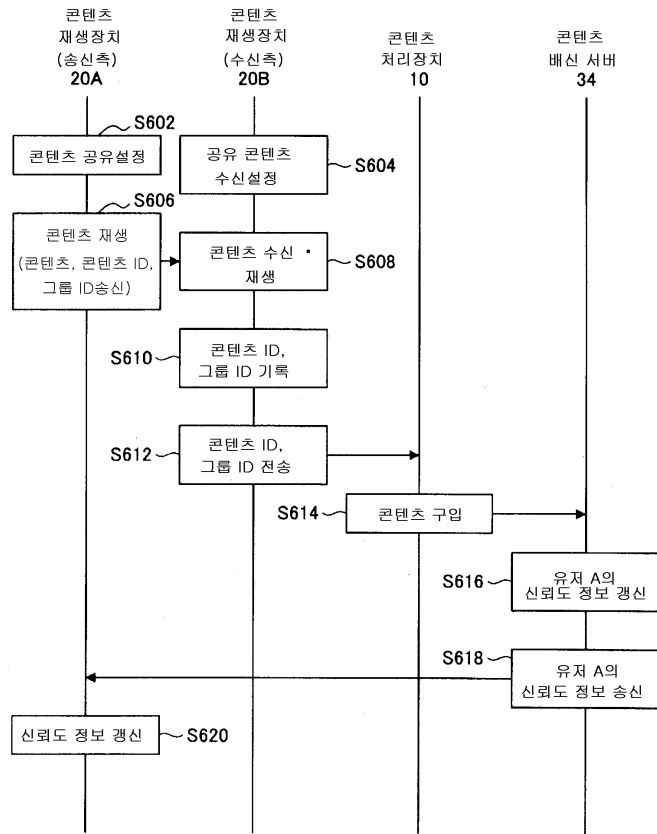 콘텐츠
재생장치
(송신측)
20A
콘텐츠
재생장치
(수신측)
20B
콘텐츠
처리장치
10
콘텐츠
배신 서버
34
S602
콘텐츠 공유설정
공유 콘텐츠
수신설정
S604
S606
콘텐츠 재생
(콘텐츠, 콘텐츠 ID,
그룹 ID송신)
콘텐츠 수신 ·
재생
S608
S610
콘텐츠 ID,
그룹 ID 기록
S612
콘텐츠 ID,
그룹 ID 전송
S614
콘텐츠 구입
S616
유저 A의
신뢰도 정보 갱신
S618
유저 A의
신뢰도 정보 송신
신뢰도 정보 갱신
S620